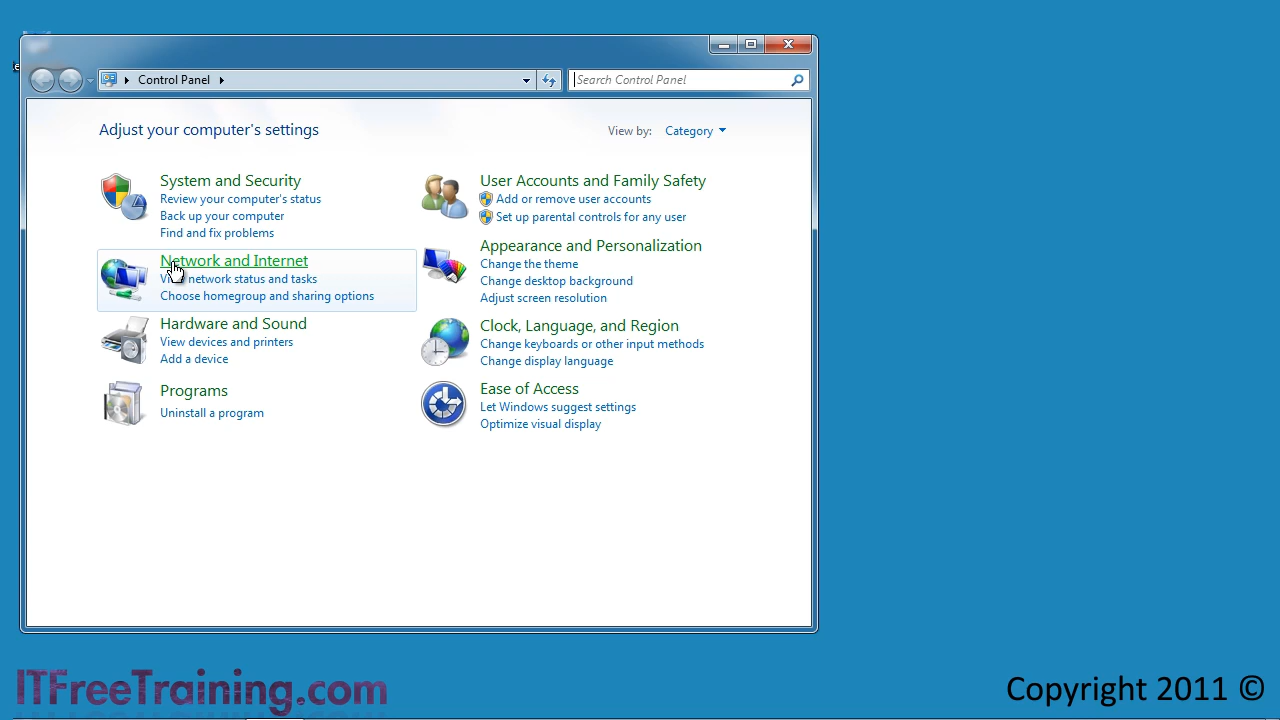 Control Panel
Search Control Panel
Adjust your computer's settings
View by: Category
System and Security
Review your computer's status
Back up your computer
Find and fix problems
Network and Internet
network status and tasks
Choose homegroup and sharing options
Hardware and Sound
View devices and printers
Add a device
Programs
Uninstall a program
User Accounts and Family Safety
Add or remove user accounts
Set up parental controls for any user
Appearance and Personalization
Change the theme
Change desktop background
Adjust screen resolution
Clock, Language, and Region
Change keyboards or other input methods
Change display language
Ease of Access
Let Windows suggest settings
Optimize visual display
ITFreeTraining.com
Copyright 2011 ©